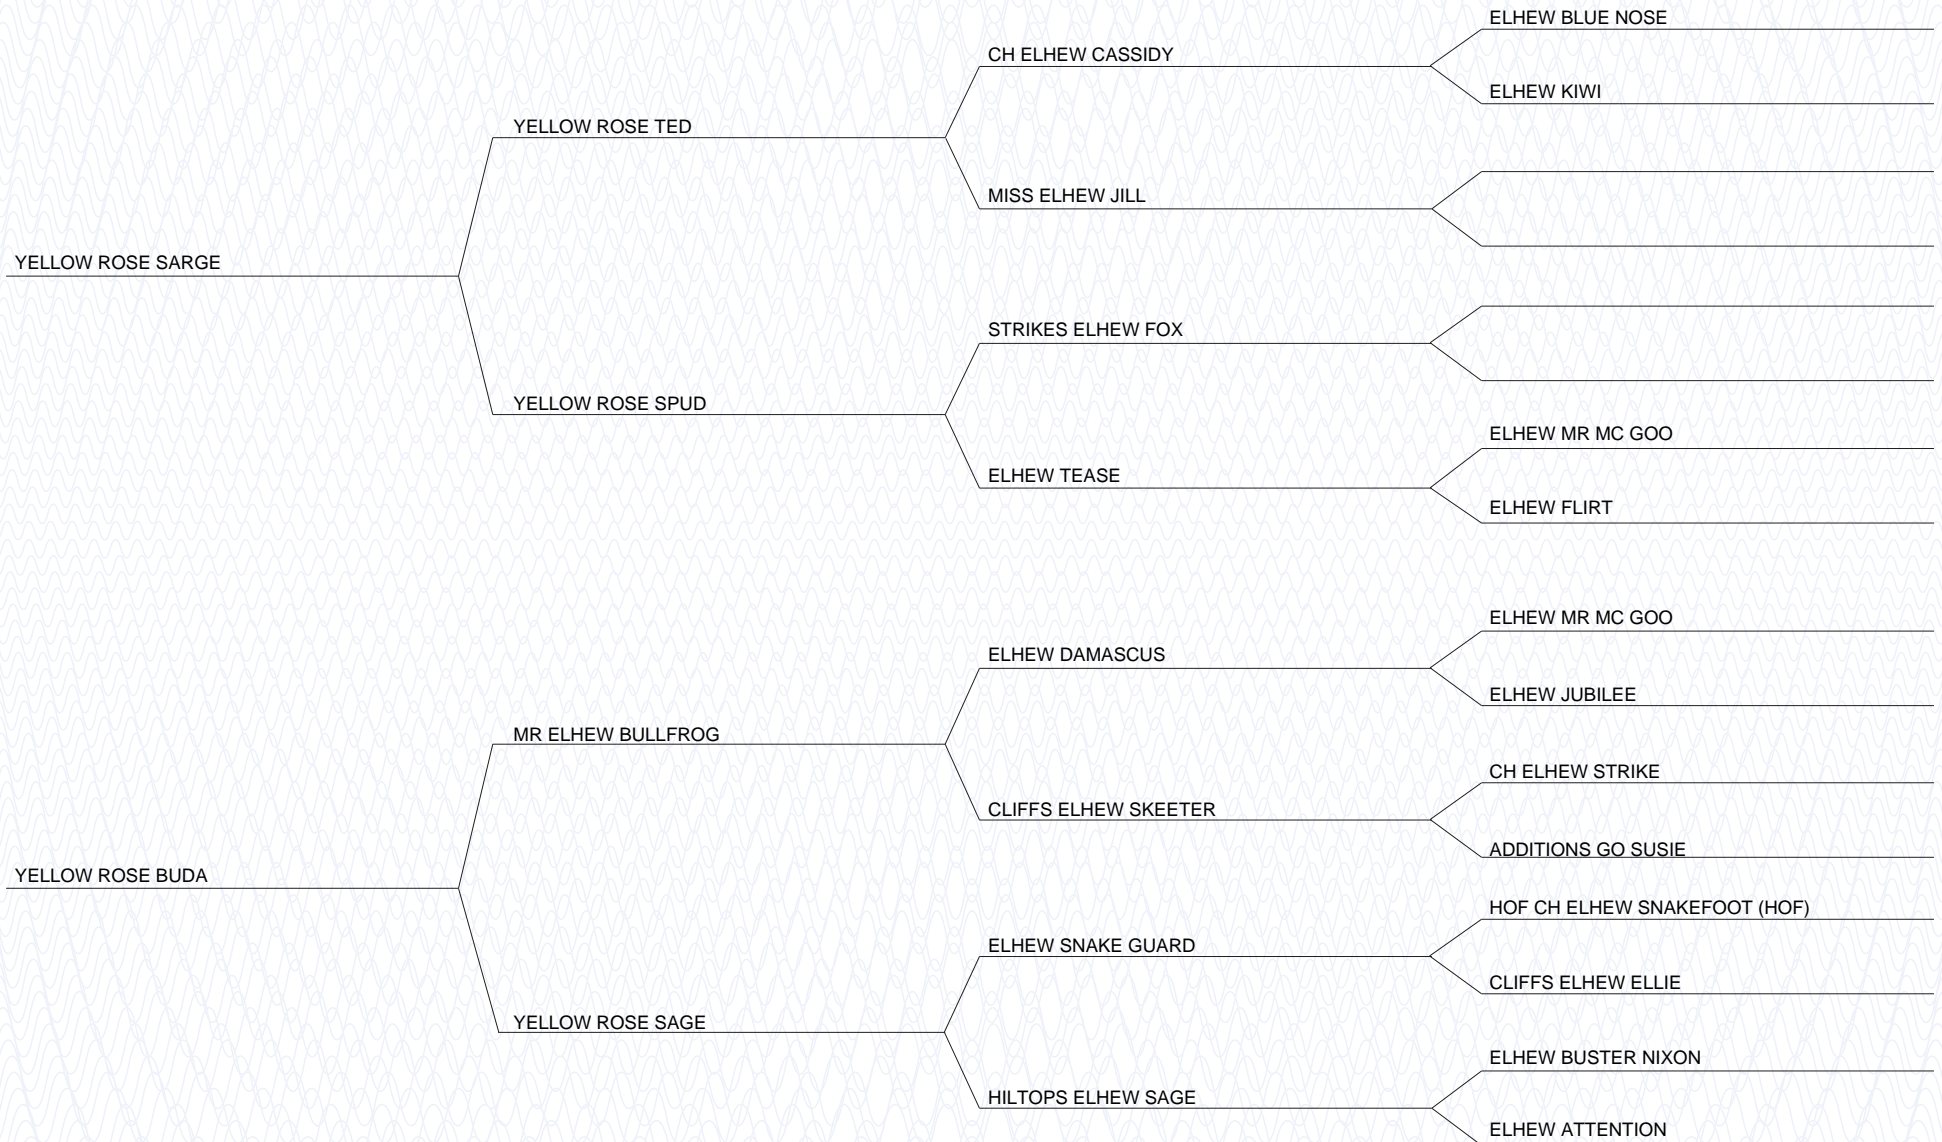 ELHEW BLUE NOSE
CH ELHEW CASSIDY
ELHEW KIWI
YELLOW ROSE TED
MISS ELHEW JILL
YELLOW ROSE SARGE
STRIKES ELHEW FOX
YELLOW ROSE SPUD
ELHEW MR MC GOO
ELHEW TEASE
ELHEW FLIRT
ELHEW MR MC GOO
ELHEW DAMASCUS
ELHEW JUBILEE
MR ELHEW BULLFROG
CH ELHEW STRIKE
CLIFFS ELHEW SKEETER
ADDITIONS GO SUSIE
YELLOW ROSE BUDA
HOF CH ELHEW SNAKEFOOT (HOF)
ELHEW SNAKE GUARD
CLIFFS ELHEW ELLIE
YELLOW ROSE SAGE
ELHEW BUSTER NIXON
HILTOPS ELHEW SAGE
ELHEW ATTENTION